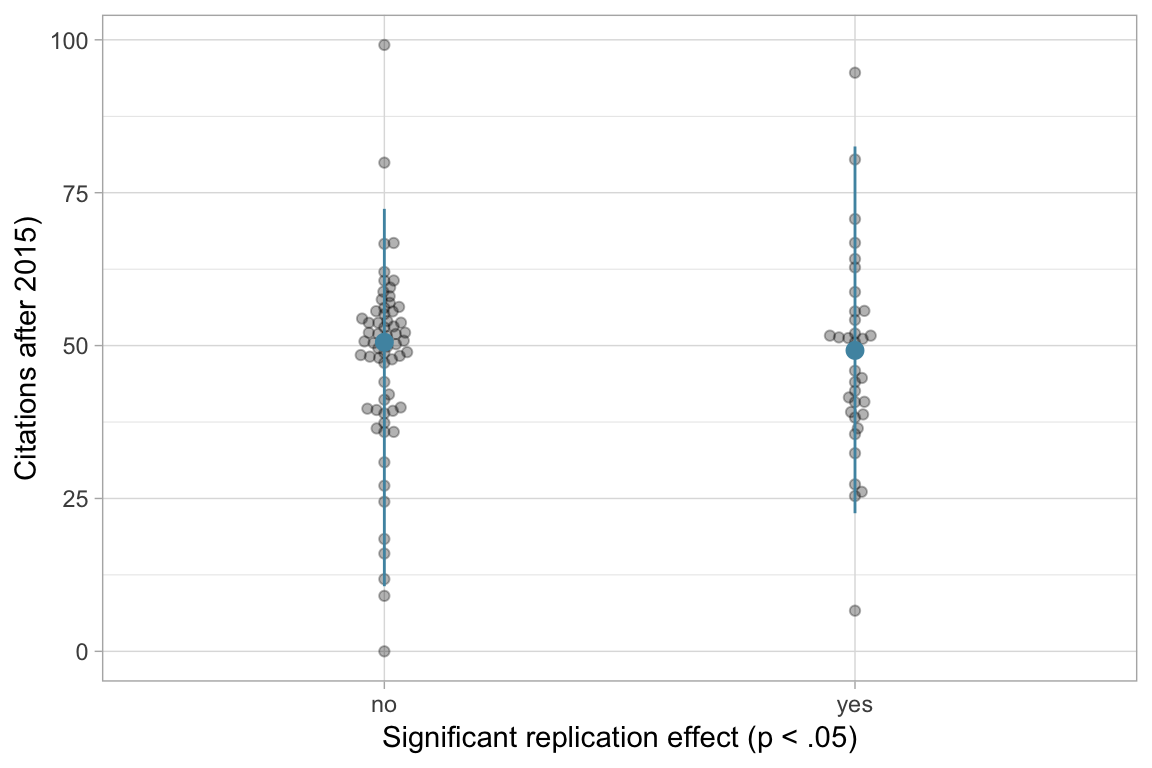 100
75
50
25
0
Citations after 2015)
no
yes
Significant replication effect (p < .05)